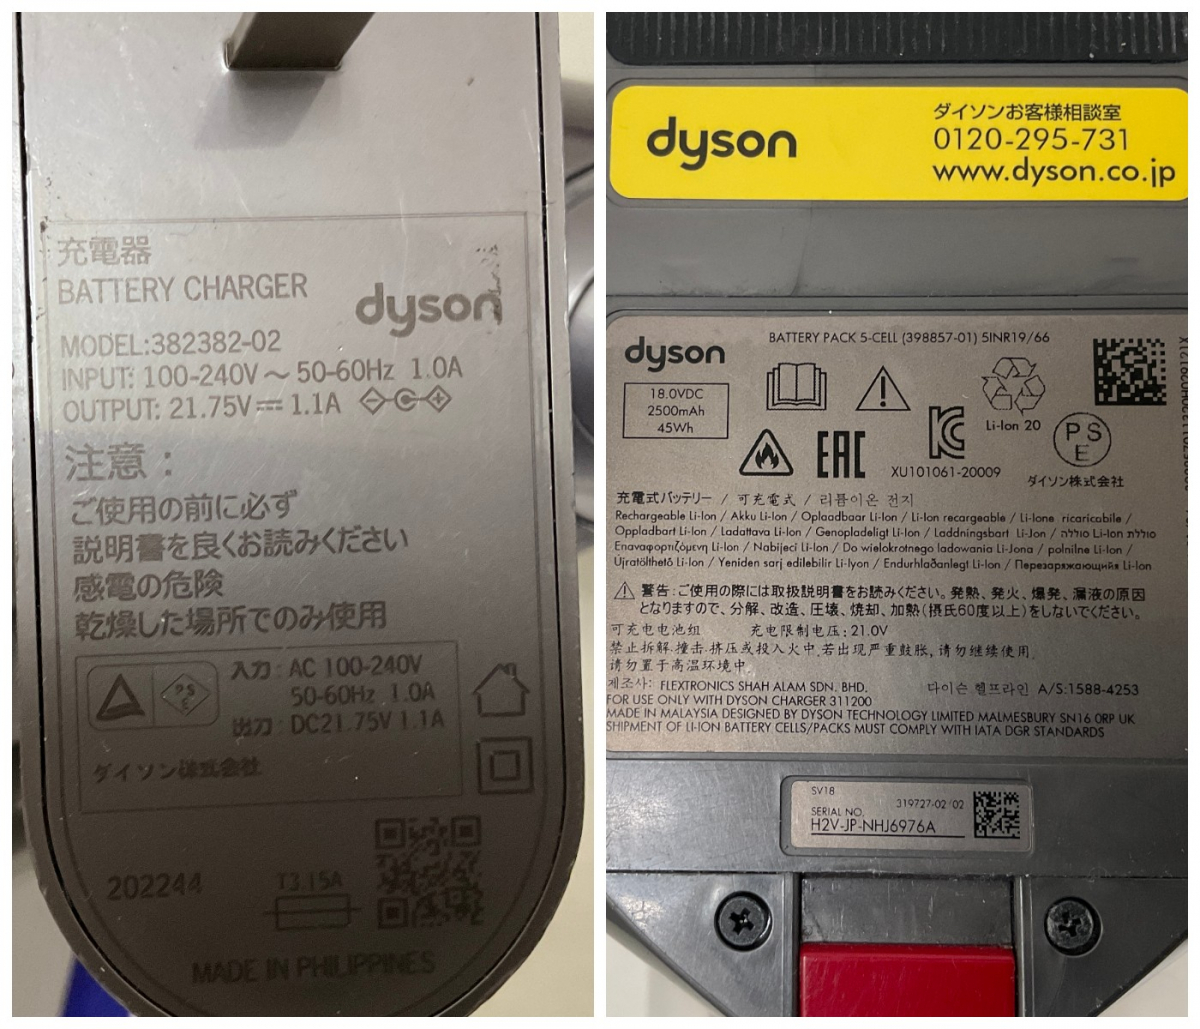 充電器
BATTERY CHARGER
dyson
MODEL:382382-02
INPUT: 100-240V ～ 50-60Hz 1.0A
OUTPUT: 21.75V ⎓ 1.1A
注意：
ご使用の前に必ず
説明書を良くお読みください
感電の危険
乾燥した場所でのみ使用
PS
E
入力: AC 100-240V
50-60Hz 1.0A
出力: DC21.75V 1.1A
ダイソン株式会社
202244
T3.15A
MADE IN PHILIPPINES
dyson
ダイソンお客様相談室
0120-295-731
www.dyson.co.jp
dyson
BATTERY PACK 5-CELL (398857-01) 5INR19/66
18.0VDC
2500mAh
45Wh
Li-Ion 20
EAC
KC
XU101061-20009
PS
E
ダイソン株式会社
充電式バッテリー / 可充電式 / 리튬이온 전지
Rechargeable Li-Ion / Akku Li-Ion / Oplaadbaar Li-Ion / Li-Ion recargeable / Li-Ione ricaricabile /
Oppladbart Li-Ion / Ladattava Li-Ion / Genopladeligt Li-Ion / Laddningsbart Li-Jon / סוללת Li-Ion סוללה
Επαναφορτιζόμενη Li-Ion / Nabíjecí Li-Ion / Do wielokrotnego ładowania Li-Jona / polnilne Li-Ion /
Újratölthető Li-Ion / Yeniden şarj edilebilir Li-Iyon / Endurhlaðanlegt Li-Ion / Перезаряжающийся Li-Ion
警告：ご使用の際には取扱説明書をお読みください。発熱、発火、爆発、漏液の原因
となりますので、分解、改造、圧壊、焼却、加熱(摂氏60度以上)をしないでください。
可充电电池组 充电限制电压: 21.0V
禁止拆解,撞击,挤压或投入火中,若出现严重鼓胀, 请勿继续使用,
请勿置于高温环境中,
제조사: FLEXTRONICS SHAH ALAM SDN. BHD. 다이슨 헬프라인 A/S:1588-4253
FOR USE ONLY WITH DYSON CHARGER 311200
MADE IN MALAYSIA DESIGNED BY DYSON TECHNOLOGY LIMITED MALMESBURY SN16 0RP UK
SHIPMENT OF LI-ION BATTERY CELLS/PACKS MUST COMPLY WITH IATA DGR STANDARDS
SV18
319727-02/02
SERIAL NO.
H2V-JP-NHJ6976A